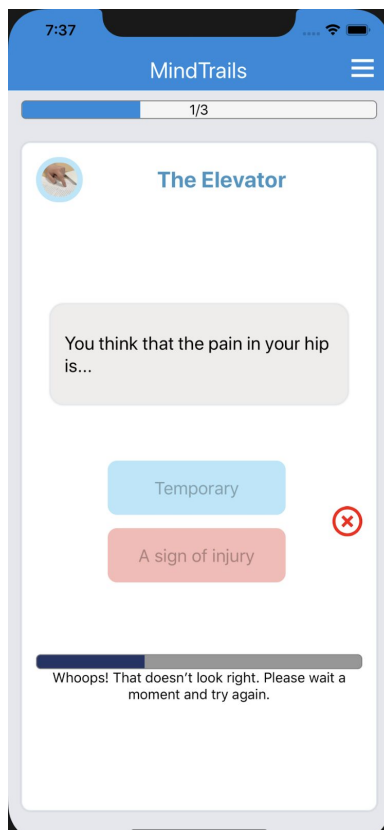 7:37
MindTrails
1/3
The Elevator
You think that the pain in your hip
is...
Temporary
A sign of injury
Whoops! That doesn't look right. Please wait a
moment and try again.